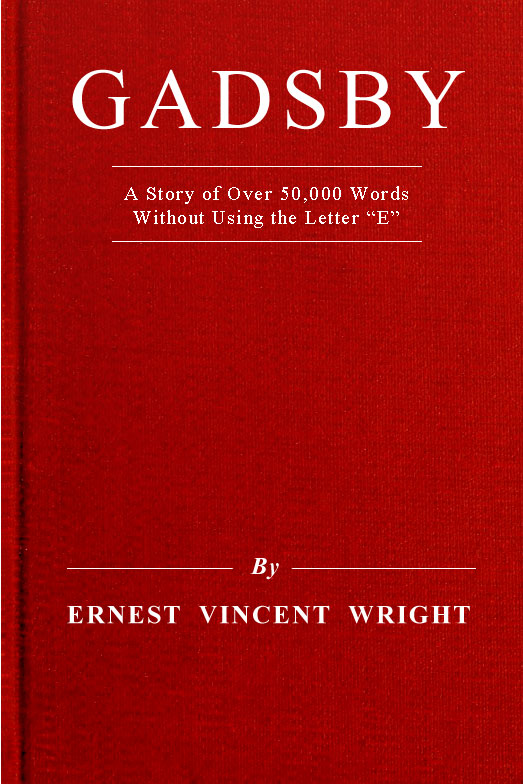 GADSBY
A Story of Over 50,000 Words
Without Using the Letter “E”
By
ERNEST VINCENT WRIGHT